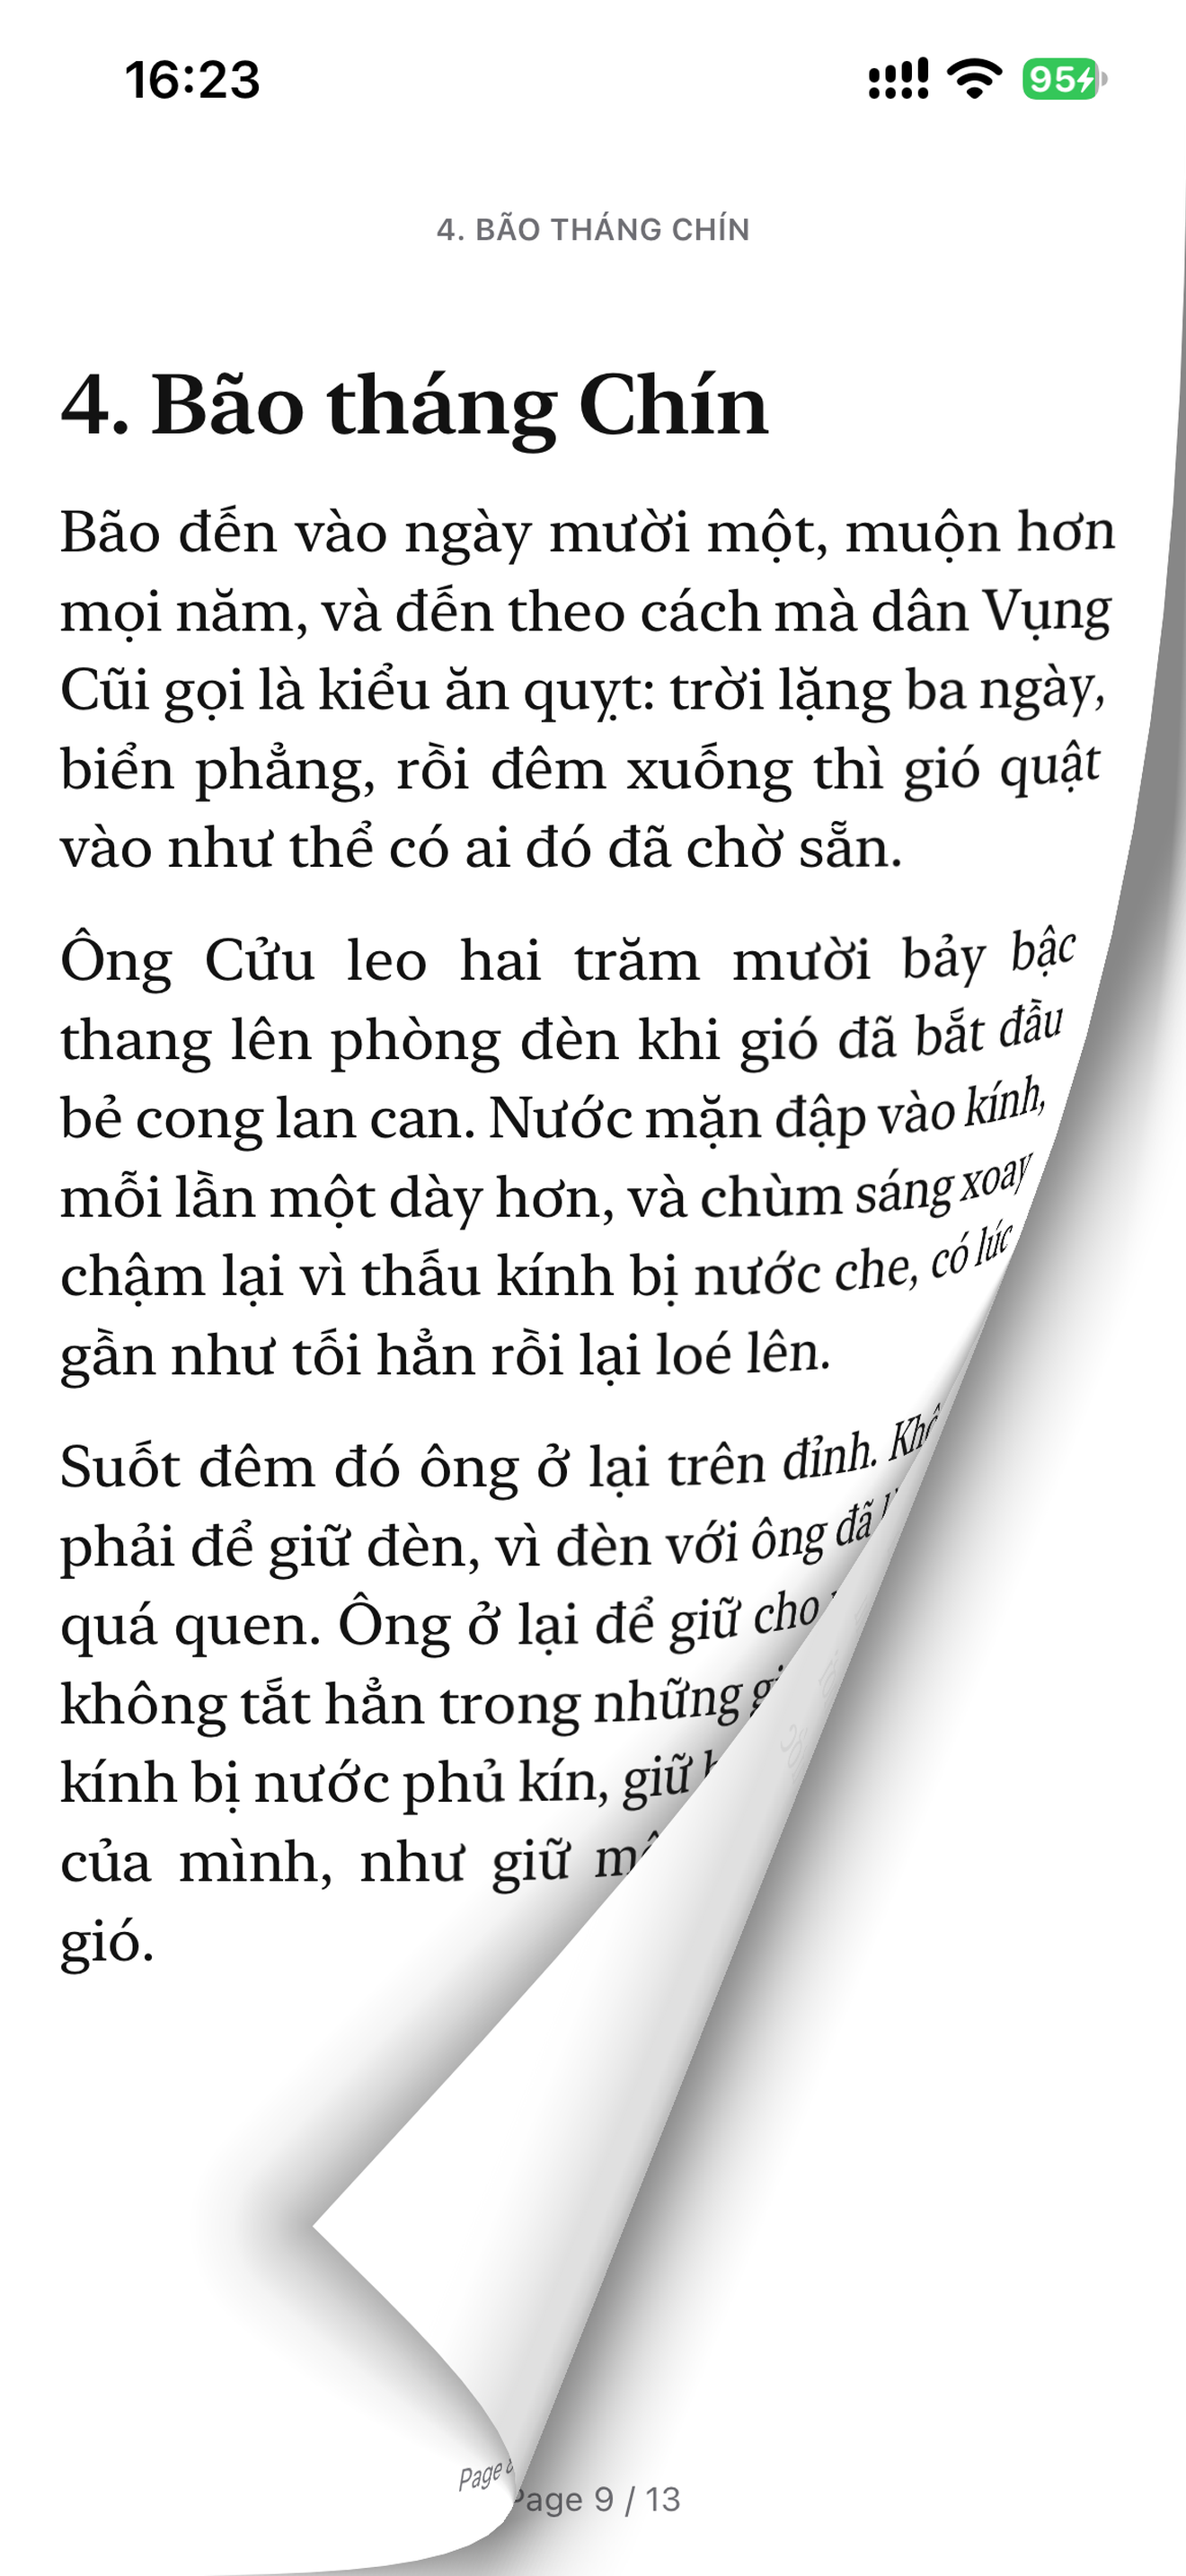 16:23
95
4. BÃO THÁNG CHÍN
4. Bão tháng Chín
Bão đến vào ngày mười một, muộn hơn
mọi năm, và đến theo cách mà dân Vụng
Cũi gọi là kiểu ăn quỵt: trời lặng ba ngày,
biển phẳng, rồi đêm xuống thì gió quật
vào như thể có ai đó đã chờ sẵn.
Ông Cửu leo hai trăm mười bảy bậc
thang lên phòng đèn khi gió đã bắt đầu
bẻ cong lan can. Nước mặn đập vào kính,
mỗi lần một dày hơn, và chùm sáng xoay
chậm lại vì thấu kính bị nước che, có lúc
gần như tối hẳn rồi lại loé lên.
Suốt đêm đó ông ở lại trên đỉnh.
phải để giữ đèn, vì đèn với ông đã
quá quen. Ông ở lại để giữ cho
không tắt hẳn trong những
kính bị nước phủ kín, giữ
của mình, như giữ
gió.
Page
Page 9 / 13